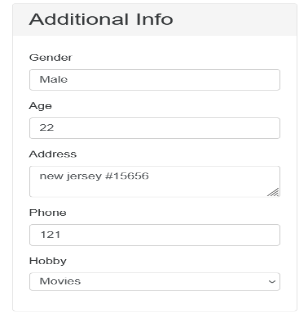 Additional Info
Gender
Male
Age
22
Address
new jersey #15656
Phone
121
Hobby
Movies